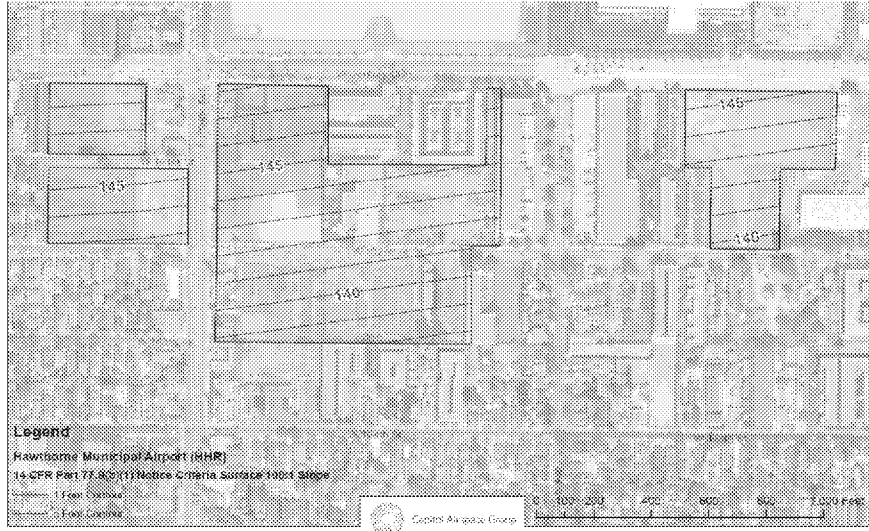 145
145
145
140
140
Legend
Hawthorne Municipal Airport (HHR)
14 CFR Part 77.9(b)(1) Notice Criteria Surface 100:1 Slope
1 Foot Contour
5 Foot Contour
Capitol Airspace Group
0 100 200 400 600 800 1,000 Feet